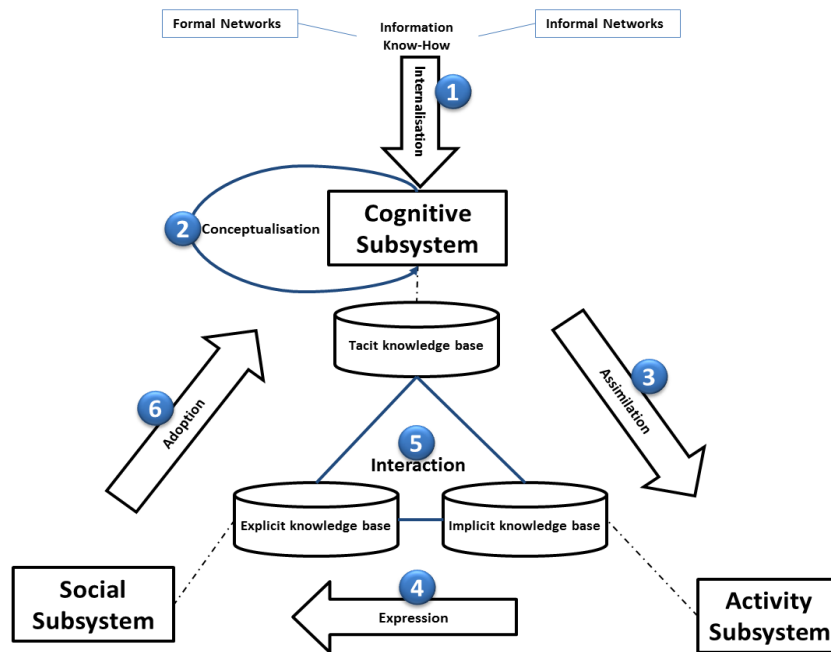 Formal Networks
Information
Know-How
Informal Networks
1
Internalisation
2
Conceptualisation
Cognitive
Subsystem
Tacit knowledge base
3
Assimilation
6
Adoption
5
Interaction
Explicit knowledge base
Implicit knowledge base
Social
Subsystem
4
Expression
Activity
Subsystem